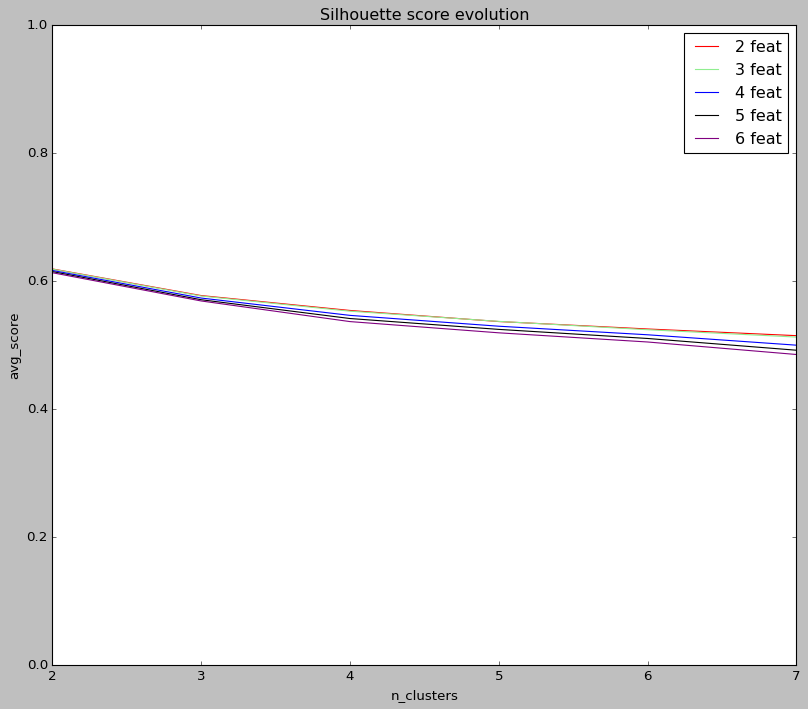 Silhouette score evolution
1.0
0.8
0.6
0.4
0.2
0.0
avg_score
2 feat
3 feat
4 feat
5 feat
6 feat
2 3 4 5 6 7
n_clusters